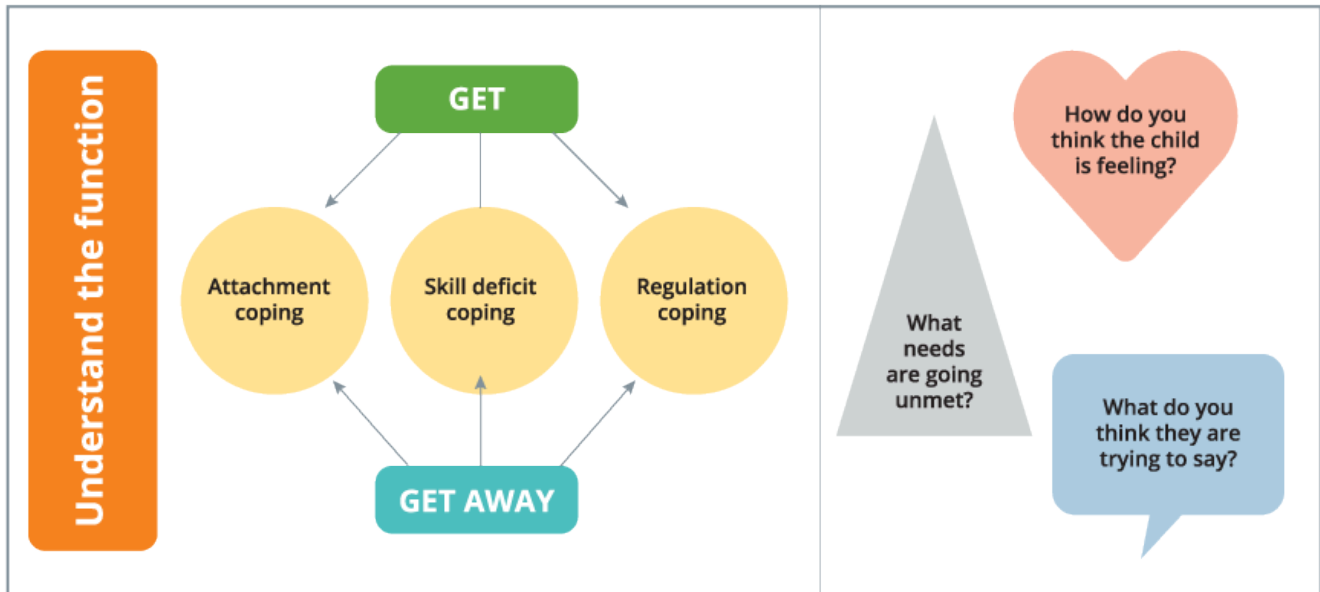 Understand the function
GET
Attachment
coping
Skill deficit
coping
Regulation
coping
GET AWAY
How do you
think the child
is feeling?
What
needs
are going
unmet?
What do you
think they are
trying to say?